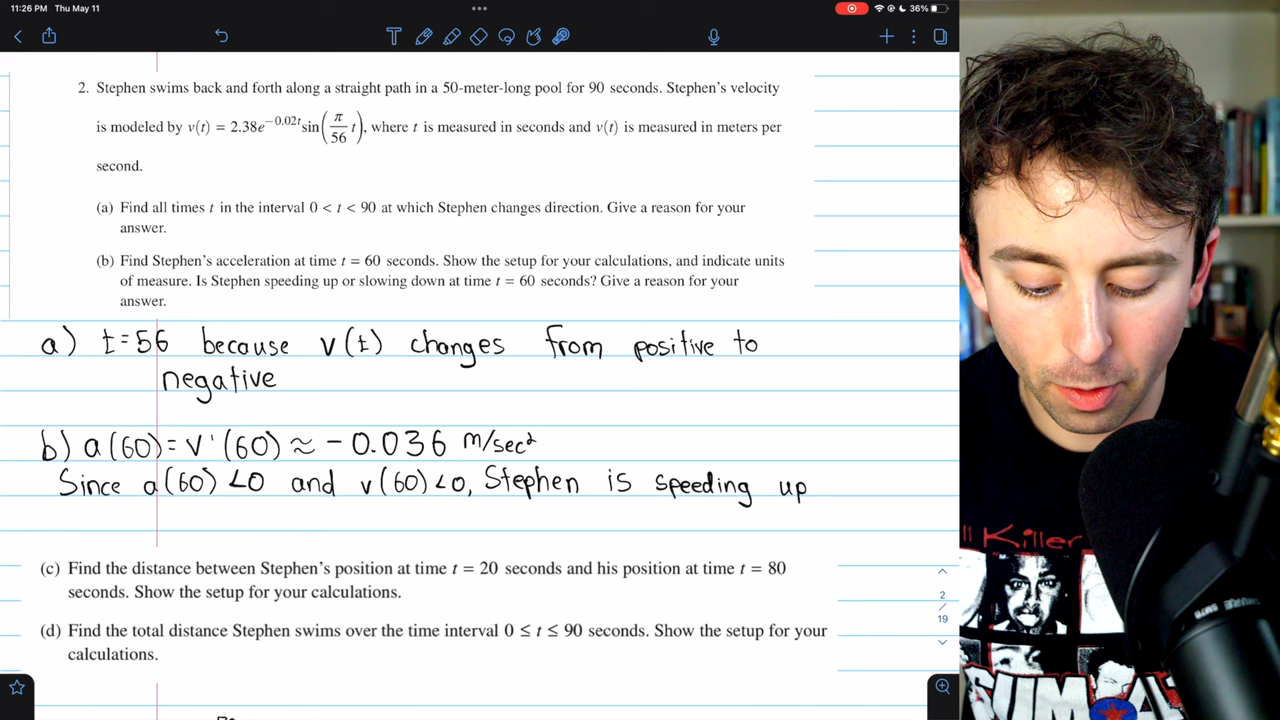 11:26 PM Thu May 11
36%
2. Stephen swims back and forth along a straight path in a 50-meter-long pool for 90 seconds. Stephen's velocity
is modeled by v(t) = 2.38e^{-0.02t} sin(π/56 t), where t is measured in seconds and v(t) is measured in meters per
second.
(a) Find all times t in the interval 0 < t < 90 at which Stephen changes direction. Give a reason for your
answer.
(b) Find Stephen's acceleration at time t = 60 seconds. Show the setup for your calculations, and indicate units
of measure. Is Stephen speeding up or slowing down at time t = 60 seconds? Give a reason for your
answer.
a) t=56 because v(t) changes from positive to
negative
b) a(60) = v'(60) ≈ -0.036 m/sec²
Since a(60) <0 and v(60) <0, Stephen is speeding up
(c) Find the distance between Stephen's position at time t = 20 seconds and his position at time t = 80
seconds. Show the setup for your calculations.
(d) Find the total distance Stephen swims over the time interval 0 ≤ t ≤ 90 seconds. Show the setup for your
calculations.
2
/
19
ll Killer
SUM